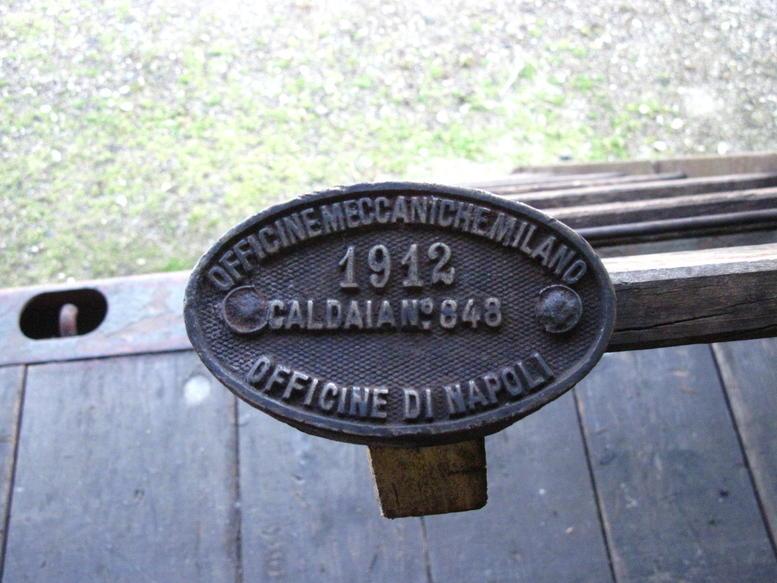 OFFICINE MECCANICHE MILANO
1912
CALDAIA Nº 848
OFFICINE DI NAPOLI